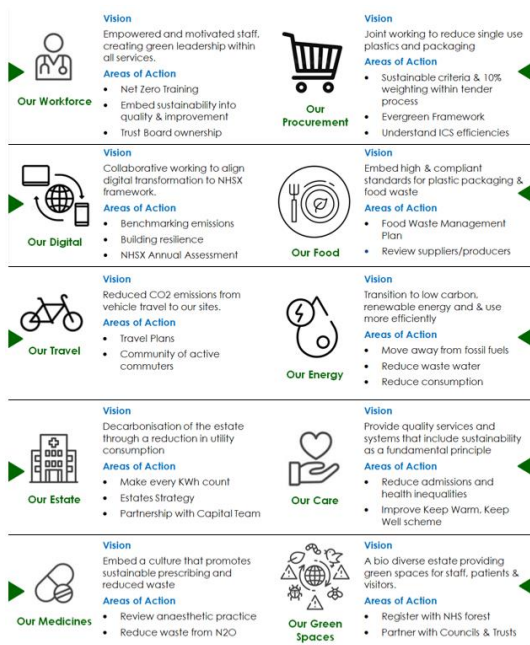 Vision
Empowered and motivated staff,
creating green leadership within
all services.
Areas of Action
• Net Zero Training
• Embed sustainability into
quality & improvement
• Trust Board ownership
Our Workforce
Vision
Joint working to reduce single use
plastics and packaging
Areas of Action
• Sustainable criteria & 10%
weighting within tender
process
• Evergreen Framework
• Understand ICS efficiencies
Our
Procurement
Vision
Collaborative working to align
digital transformation to NHSX
framework.
Areas of Action
• Benchmarking emissions
• Building resilience
• NHSX Annual Assessment
Our Digital
Vision
Embed high & compliant
standards for plastic packaging &
food waste
Areas of Action
• Food Waste Management
Plan
• Review suppliers/producers
Our Food
Vision
Reduced CO2 emissions from
vehicle travel to our sites.
Areas of Action
• Travel Plans
• Community of active
commuters
Our Travel
Vision
Transition to low carbon,
renewable energy and & use
more efficiently
Areas of Action
• Move away from fossil fuels
• Reduce waste water
• Reduce consumption
Our Energy
Vision
Decarbonisation of the estate
through a reduction in utility
consumption
Areas of Action
• Make every KWh count
• Estates Strategy
• Partnership with Capital Team
Our Estate
Vision
Provide quality services and
systems that include sustainability
as a fundamental principle
Areas of Action
• Reduce admissions and
health inequalities
• Improve Keep Warm, Keep
Well scheme
Our Care
Vision
Embed a culture that promotes
sustainable prescribing and
reduced waste
Areas of Action
• Review anaesthetic practice
• Reduce waste from N2O
Our Medicines
Vision
A bio diverse estate providing
green spaces for staff, patients &
visitors.
Areas of Action
• Register with NHS forest
• Partner with Councils & Trusts
Our Green
Spaces